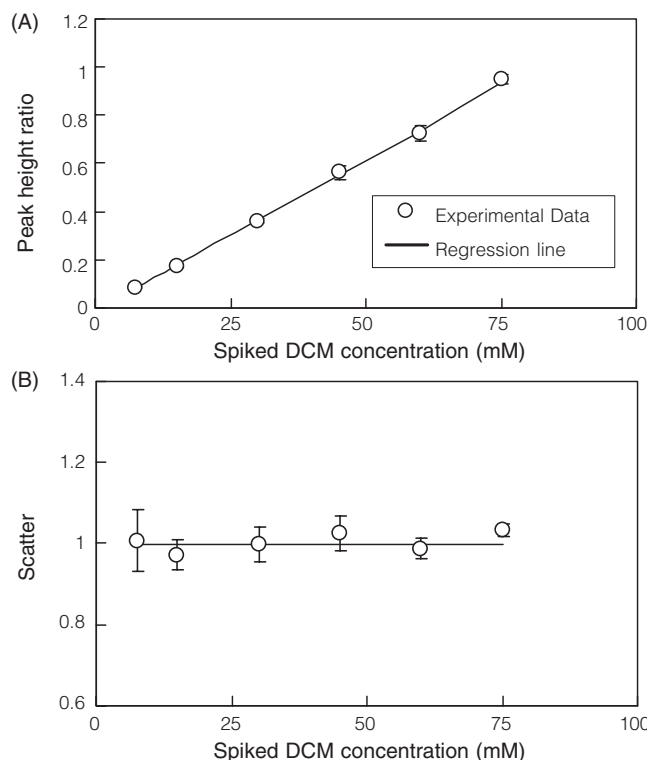 (A)
1.2
1
0.8
0.6
0.4
0.2
0
Peak height ratio
Experimental Data
Regression line
0 25 50 75 100
Spiked DCM concentration (mM)
(B)
1.4
1.2
1
0.8
0.6
Scatter
0 25 50 75 100
Spiked DCM concentration (mM)